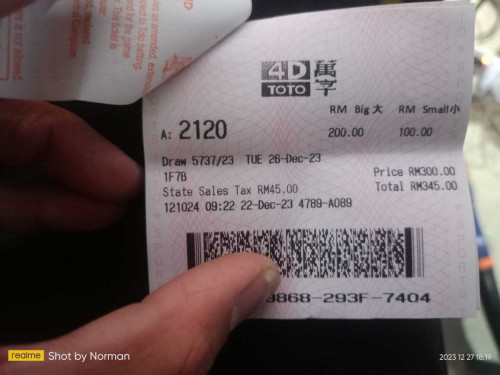 4D 萬字
TOTO
RM Big 大 RM Small 小
A: 2120 200.00 100.00
Draw 5737/23 TUE 26-Dec-23
1F7B Price RM300.00
State Sales Tax RM45.00 Total RM345.00
121024 09:22 22-Dec-23 4789-A089
9868-293F-7404
realme Shot by Norman
2023 12 27 18:19